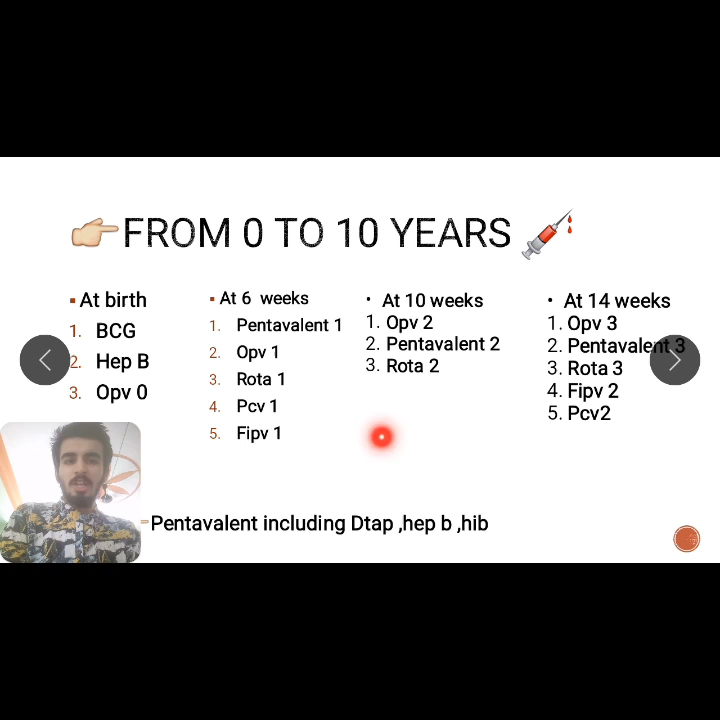 FROM 0 TO 10 YEARS
▪ At birth
1. BCG
2. Hep B
3. Opv 0
▪ At 6 weeks
1. Pentavalent 1
2. Opv 1
3. Rota 1
4. Pcv 1
5. Fipv 1
• At 10 weeks
1. Opv 2
2. Pentavalent 2
3. Rota 2
• At 14 weeks
1. Opv 3
2. Pentavalent 3
3. Rota 3
4. Fipv 2
5. Pcv2
Pentavalent including Dtap ,hep b ,hib